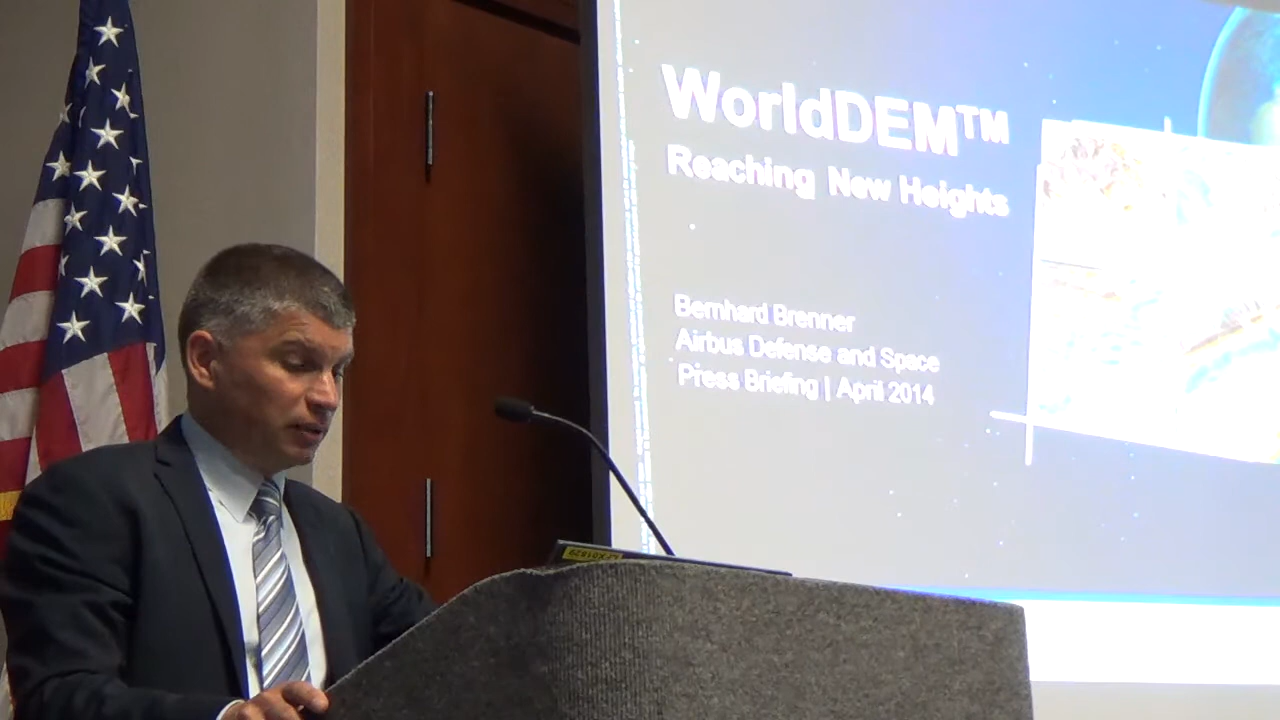 WorldDEM™
Reaching New Heights
Bernhard Brenner
Airbus Defense and Space
Press Briefing | April 2014